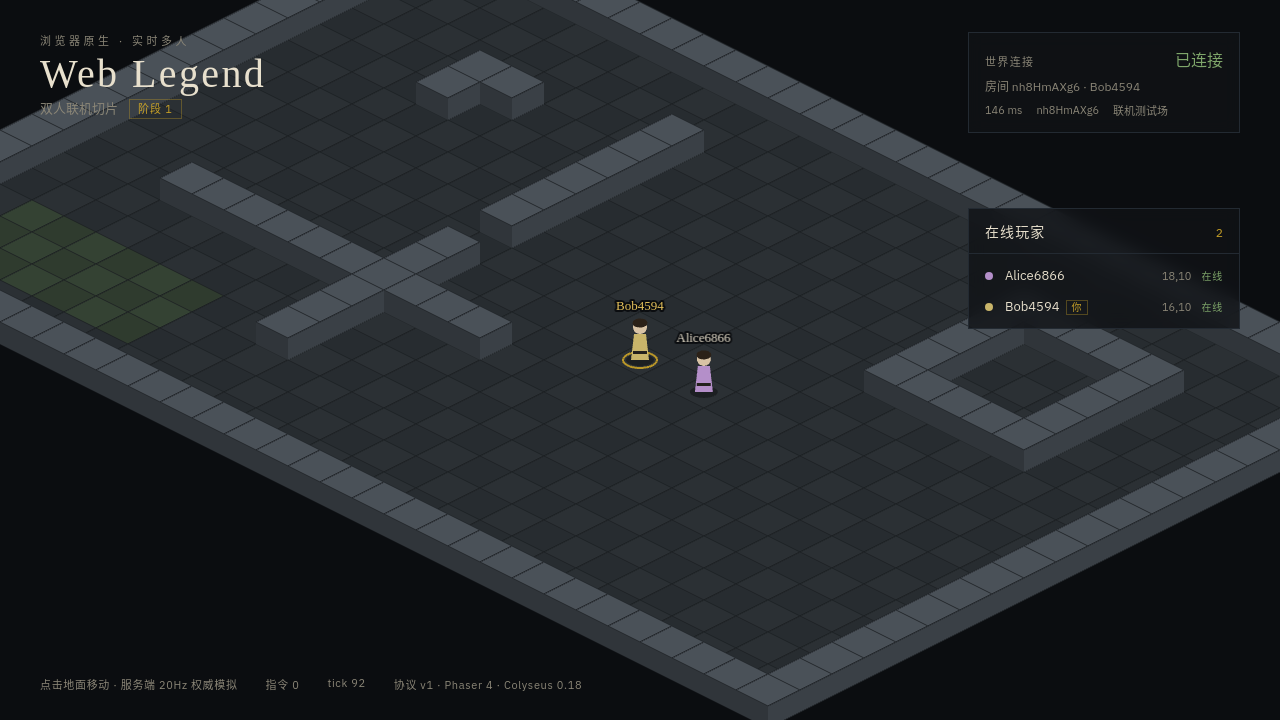 浏览器原生 · 实时多人
Web Legend
双人联机切片 阶段 1
世界连接 已连接
房间 nh8HmAXg6 · Bob4594
146 ms nh8HmAXg6 联机测试场
在线玩家 2
Alice6866 18,10 在线
Bob4594 你 16,10 在线
Bob4594
Alice6866
点击地面移动 · 服务端 20Hz 权威模拟 指令 0 tick 92 协议 v1 · Phaser 4 · Colyseus 0.18